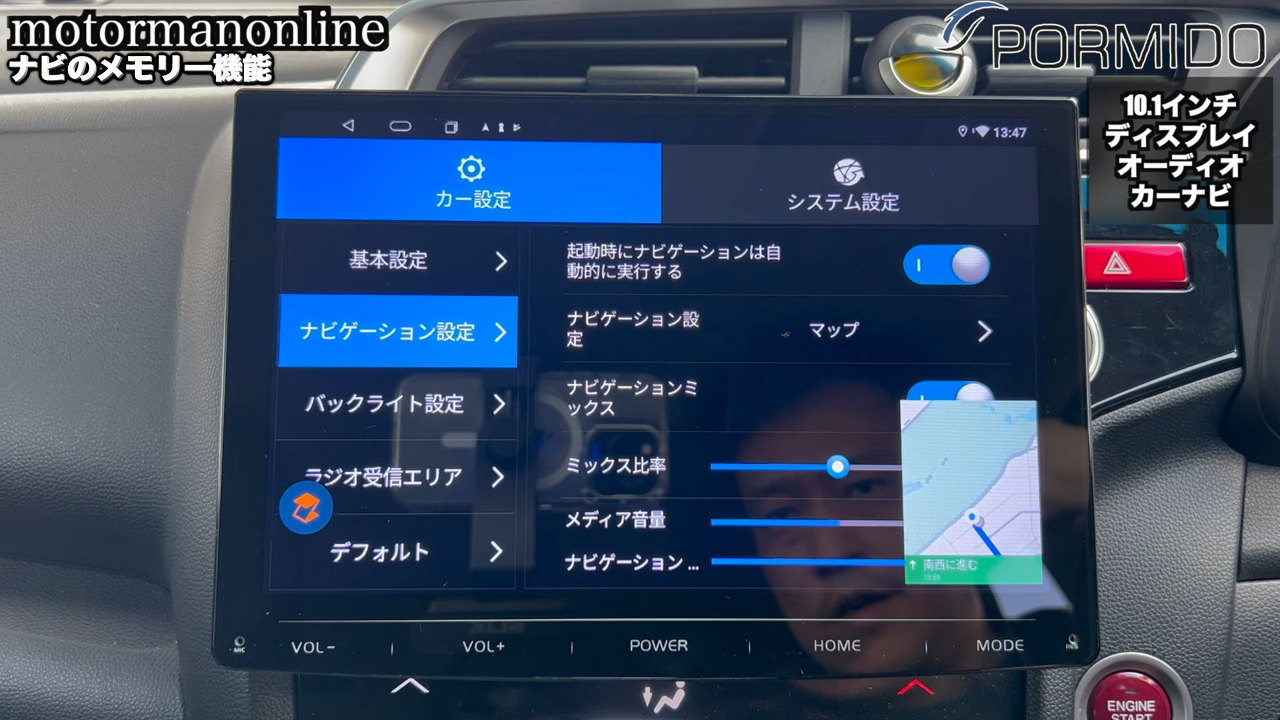 motormanonline
ナビのメモリー機能
PORMIDO
10.1インチ
ディスプレイ
オーディオ
カーナビ
13:47
カー設定
システム設定
基本設定
ナビゲーション設定
バックライト設定
ラジオ受信エリア
デフォルト
起動時にナビゲーションは自
動的に実行する
ナビゲーション設
定
マップ
ナビゲーションミ
ックス
ミックス比率
メディア音量
ナビゲーション ...
南西に進む
MIC
VOL-
VOL+
POWER
HOME
MODE
RES
ENGINE
START